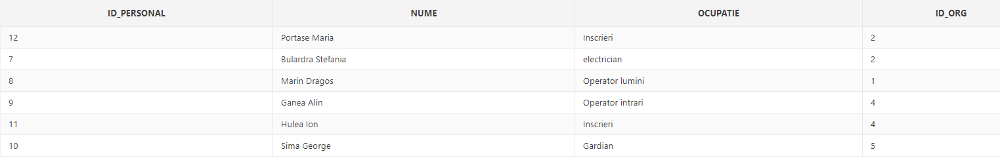 ID_PERSONAL NUME OCUPATIE ID_ORG
12 Portase Maria Inscrieri 2
7 Bulardra Stefania electrician 2
8 Marin Dragos Operator lumini 1
9 Ganea Alin Operator intrari 4
11 Hulea Ion Inscrieri 4
10 Sima George Gardian 5